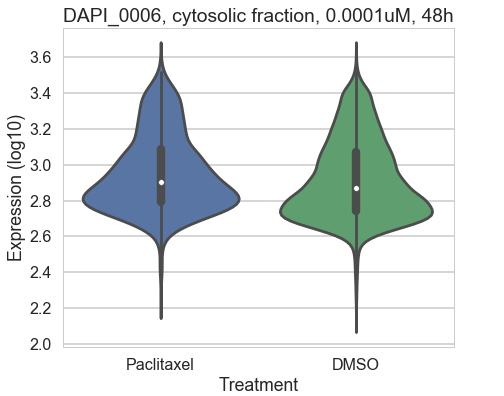 DAPI_0006, cytosolic fraction, 0.0001uM, 48h
3.6
3.4
3.2
3.0
2.8
2.6
2.4
2.2
2.0
Expression (log10)
Paclitaxel DMSO
Treatment